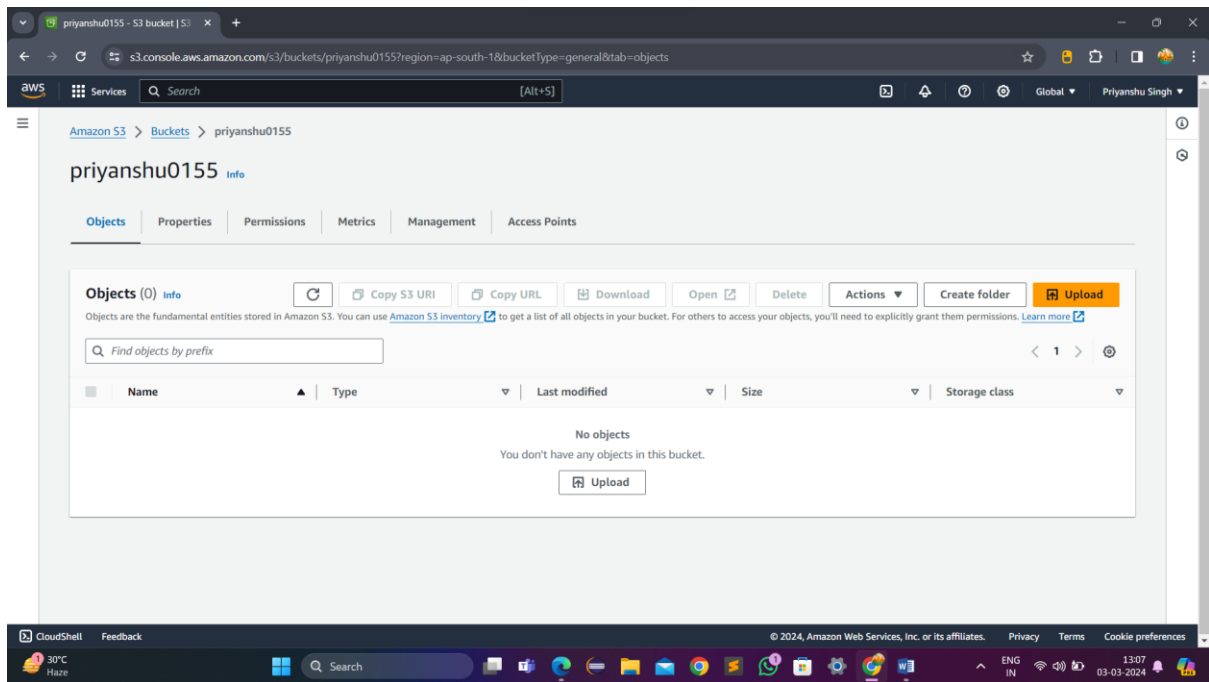 priyanshu0155 - S3 bucket | S3
s3.console.aws.amazon.com/s3/buckets/priyanshu0155?region=ap-south-1&bucketType=general&tab=objects
aws Services Search [Alt+S] Global ▼ Priyanshu Singh ▼
Amazon S3 > Buckets > priyanshu0155
priyanshu0155 Info
Objects Properties Permissions Metrics Management Access Points
Objects (0) Info Copy S3 URI Copy URL Download Open Delete Actions ▼ Create folder Upload
Objects are the fundamental entities stored in Amazon S3. You can use Amazon S3 inventory to get a list of all objects in your bucket. For others to access your objects, you'll need to explicitly grant them permissions. Learn more
Find objects by prefix < 1 >
Name Type Last modified Size Storage class
No objects
You don't have any objects in this bucket.
Upload
CloudShell Feedback © 2024, Amazon Web Services, Inc. or its affiliates. Privacy Terms Cookie preferences
1 30°C Search 1 ENG 13:07
Haze IN 03-03-2024